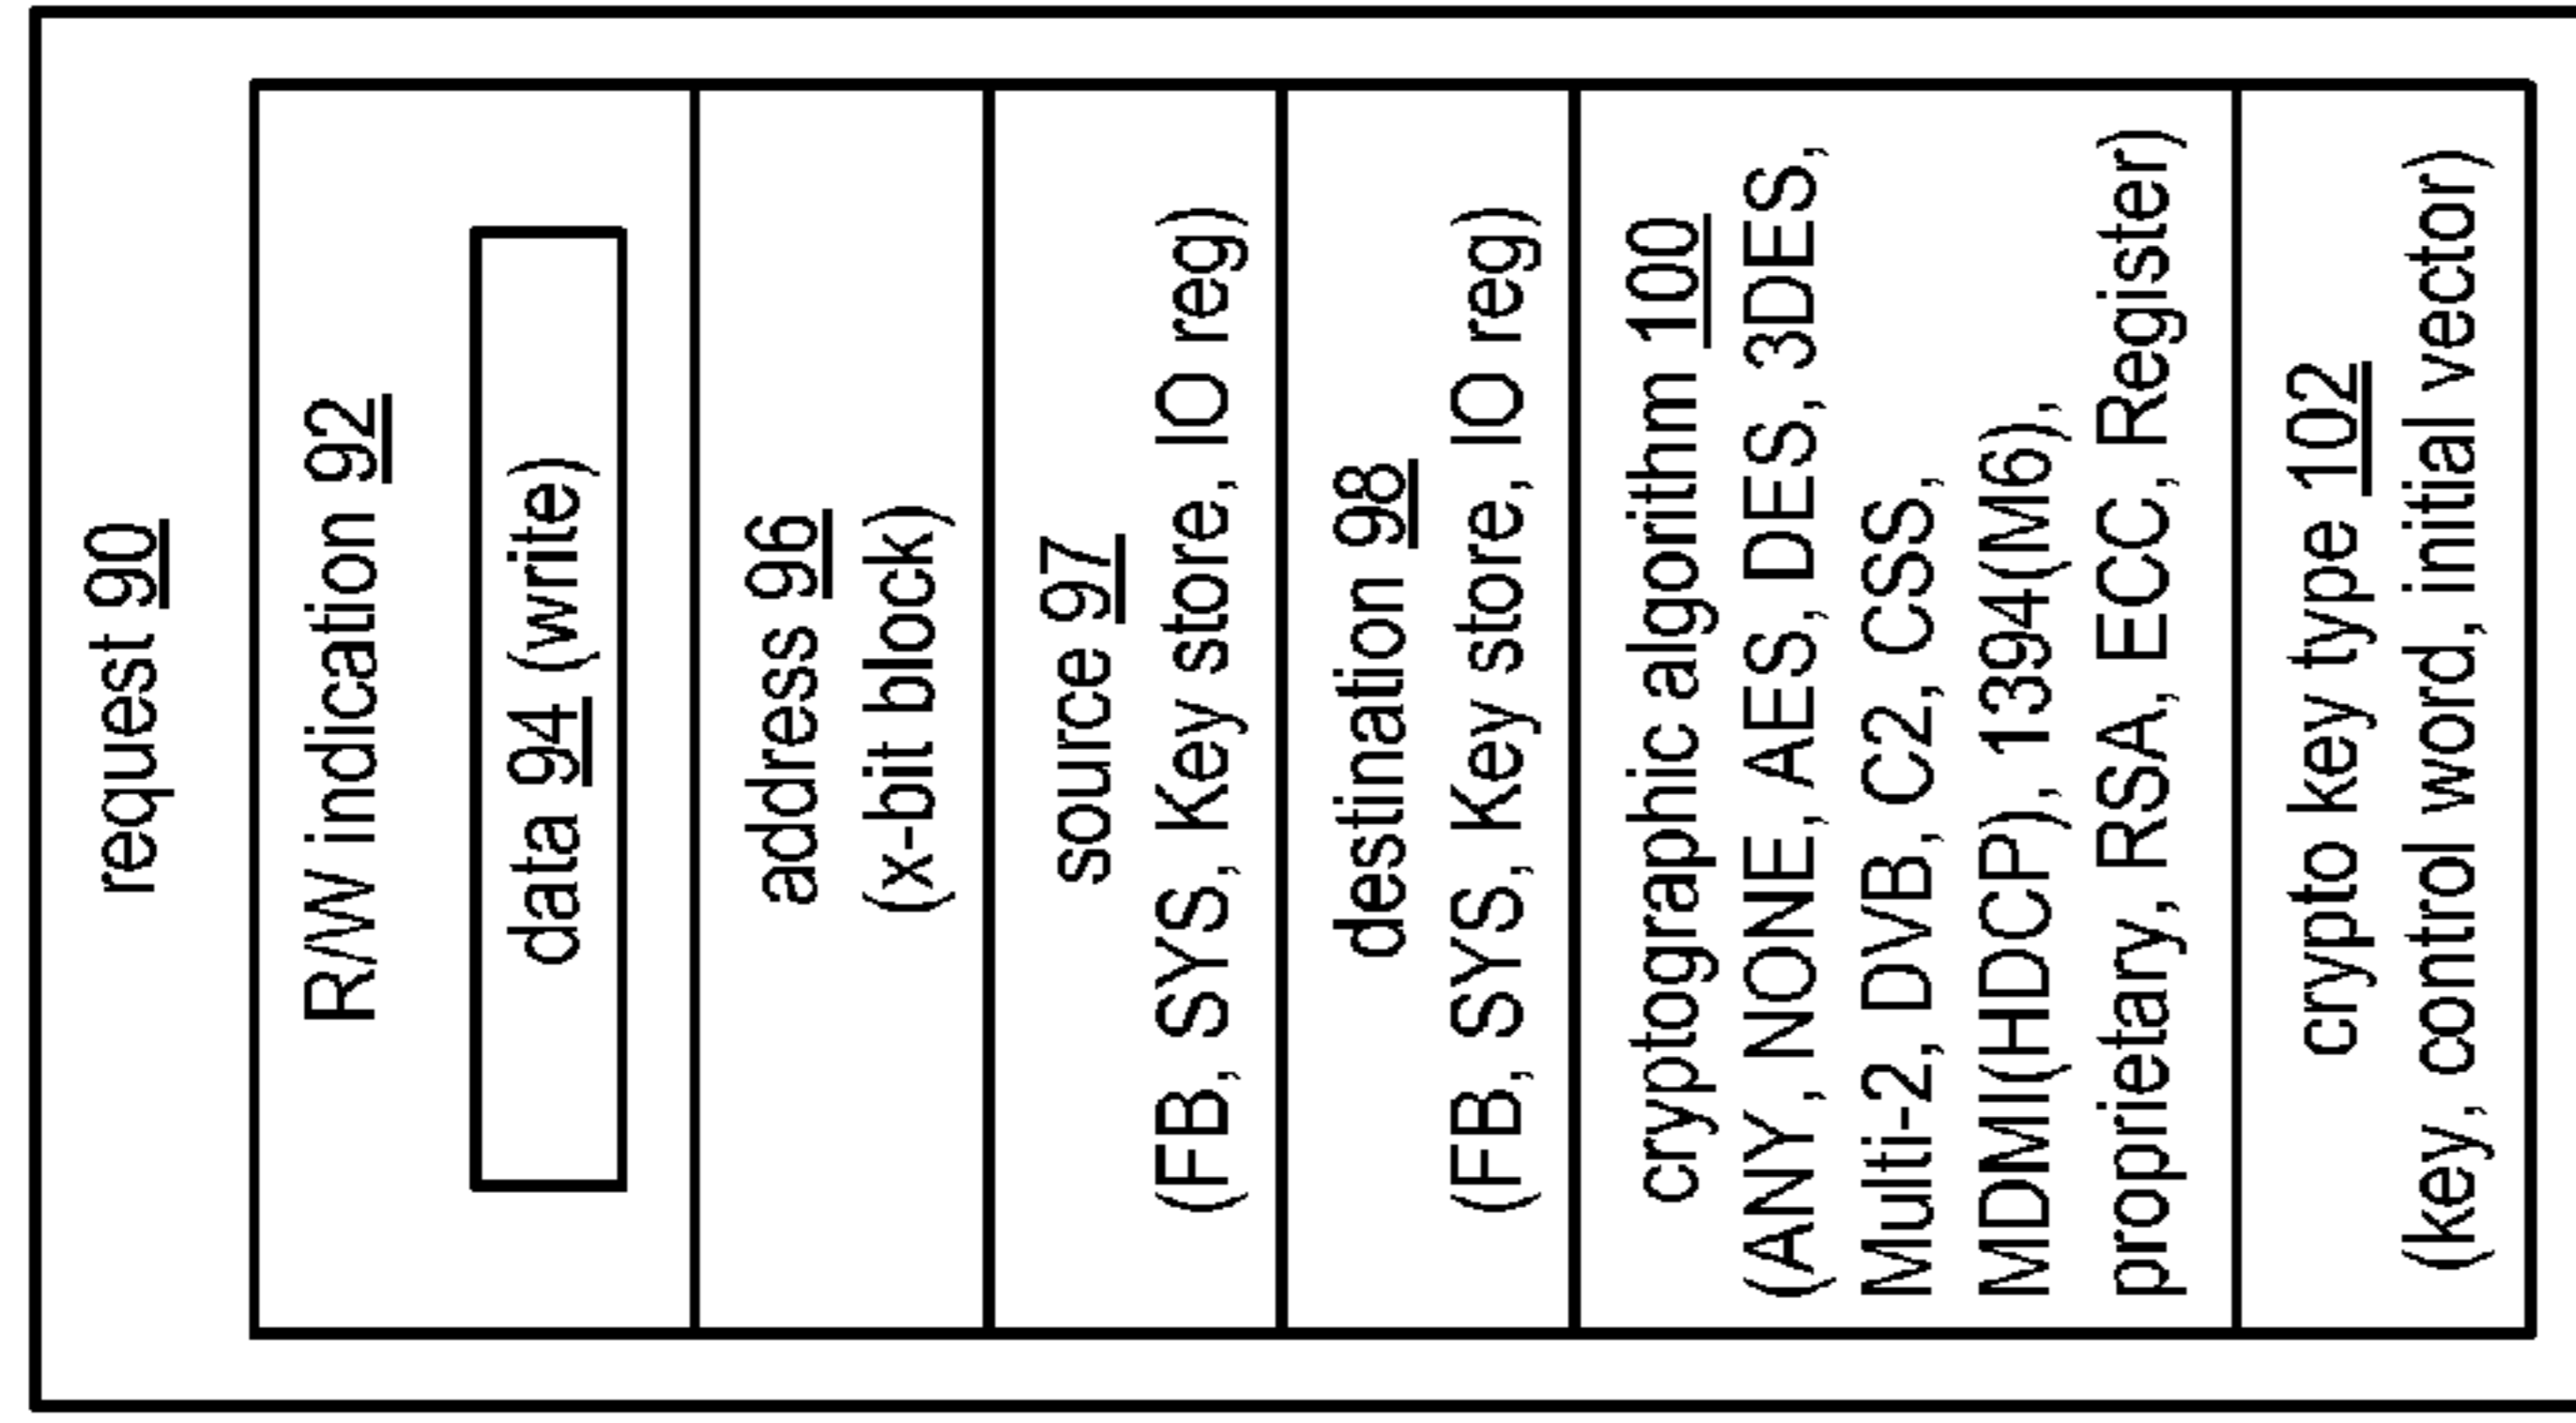 request 90
R/W indication 92
data 94 (write)
address 96
(x-bit block)
source 97
(FB, SYS, Key store, IO reg)
destination 98
(FB, SYS, Key store, IO reg)
cryptographic algorithm 100
(ANY, NONE, AES, DES, 3DES,
Multi-2, DVB, C2, CSS,
MDMI(HDCP), 1394(M6),
proprietary, RSA, ECC, Register)
crypto key type 102
(key, control word, initial vector)